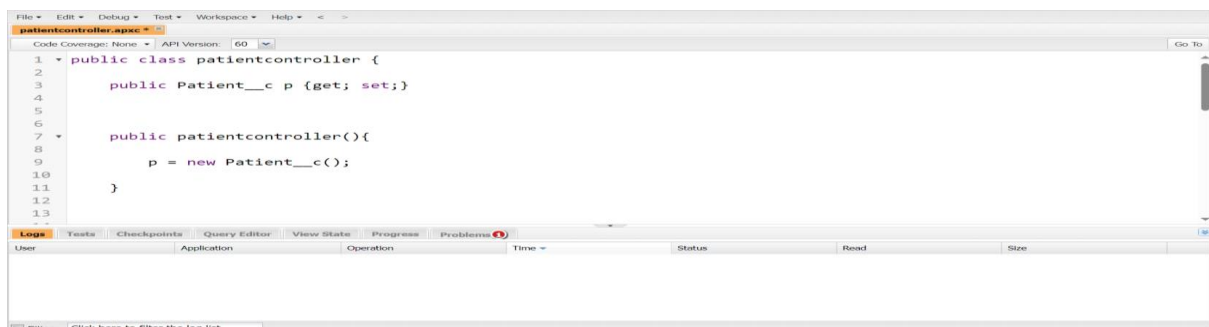 File Edit Debug Test Workspace Help < >
patientcontroller.apxc *
Code Coverage: None API Version: 60 Go To
1 public class patientcontroller {
2
3 public Patient__c p {get; set;}
4
5
6
7 public patientcontroller(){
8
9 p = new Patient__c();
10
11 }
12
13
Logs Tests Checkpoints Query Editor View State Progress Problems 1
User Application Operation Time Status Read Size
Click here to filter the log list